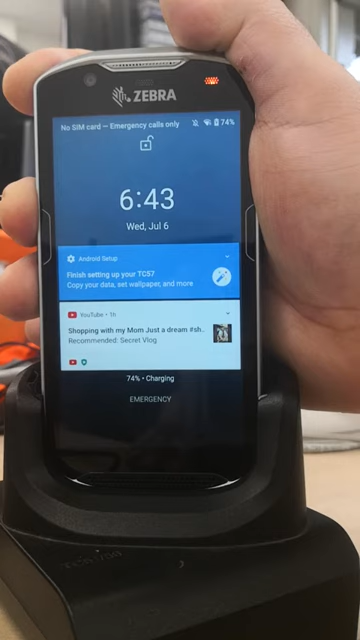 ZEBRA
No SIM card — Emergency calls only 74%
6:43
Wed, Jul 6
Android Setup
Finish setting up your TC57
Copy your data, set wallpaper, and more
YouTube • 1h
Shopping with my Mom Just a dream #sh..
Recommended: Secret Vlog
74% • Charging
EMERGENCY